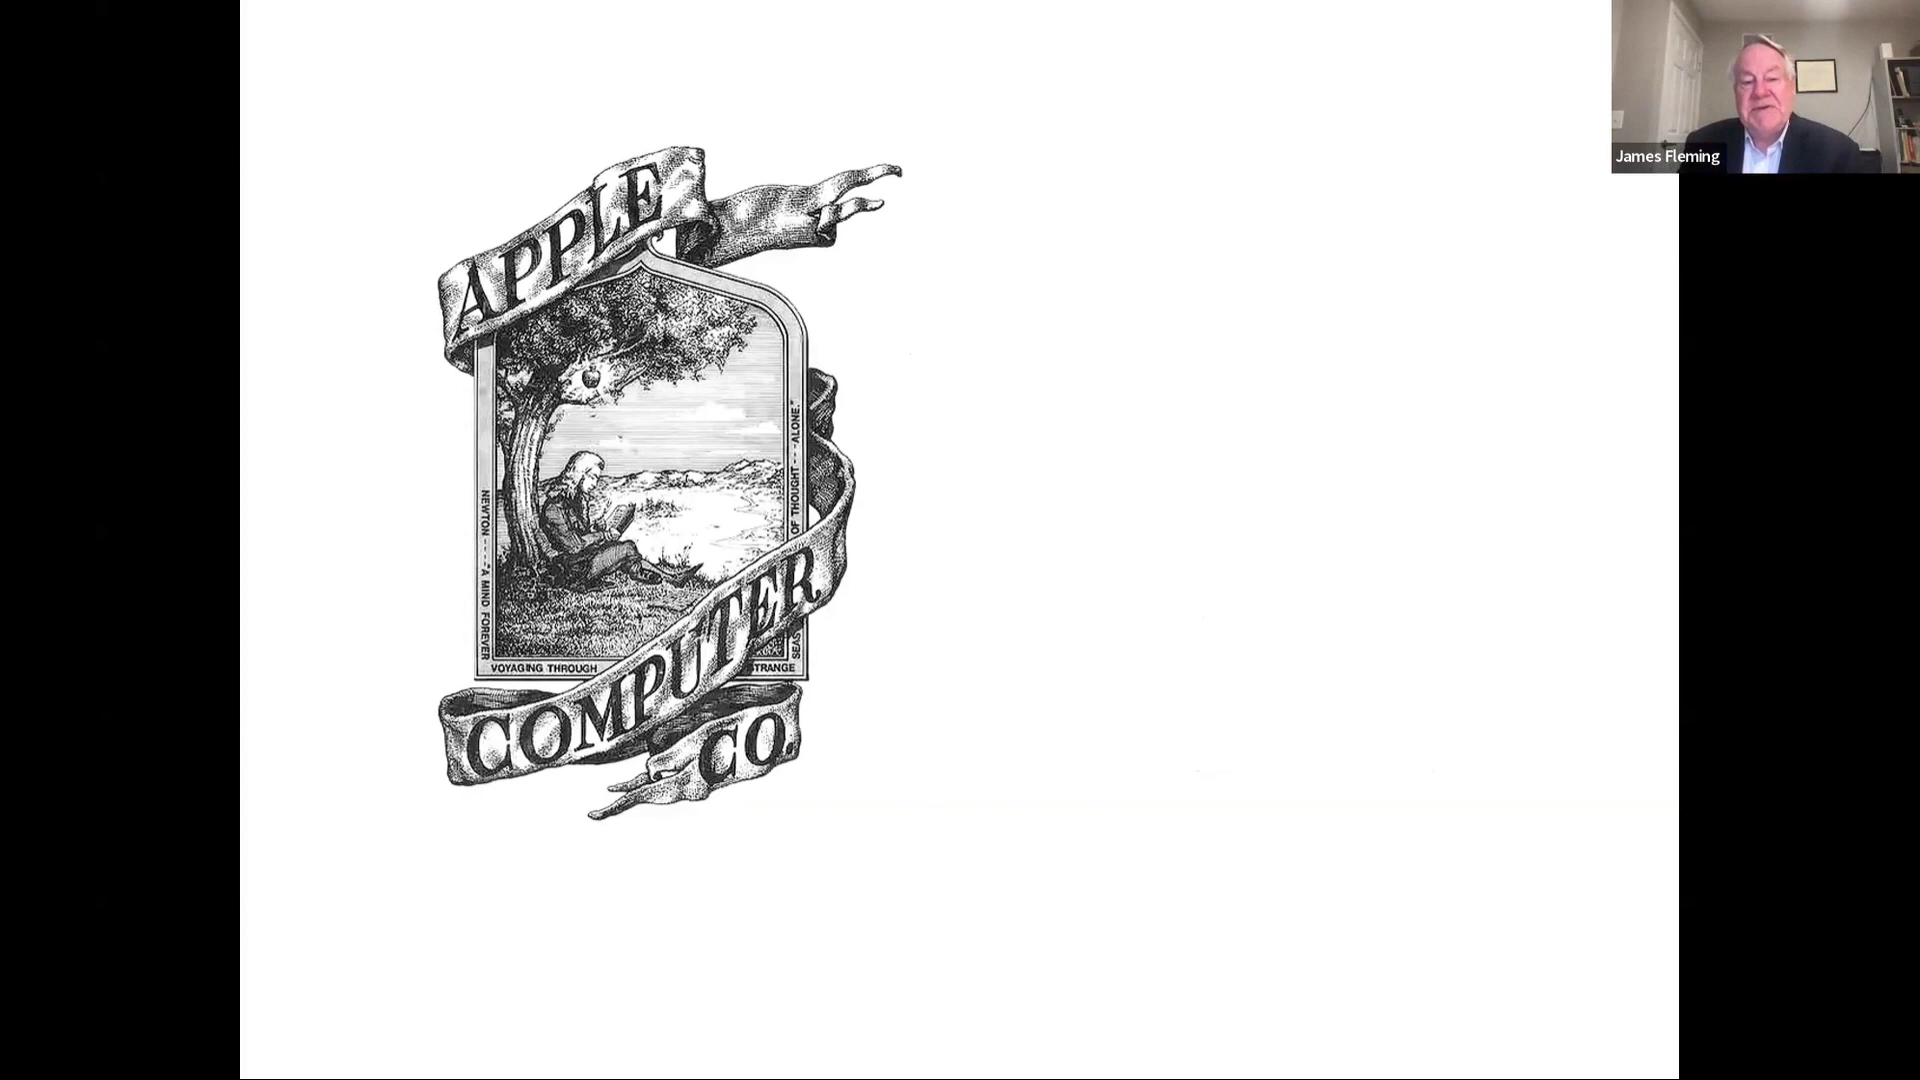 APPLE
NEWTON - - - - "A MIND FOREVER
VOYAGING THROUGH
STRANGE
SEAS
OF THOUGHT - - - ALONE."
COMPUTER
CO.
James Fleming